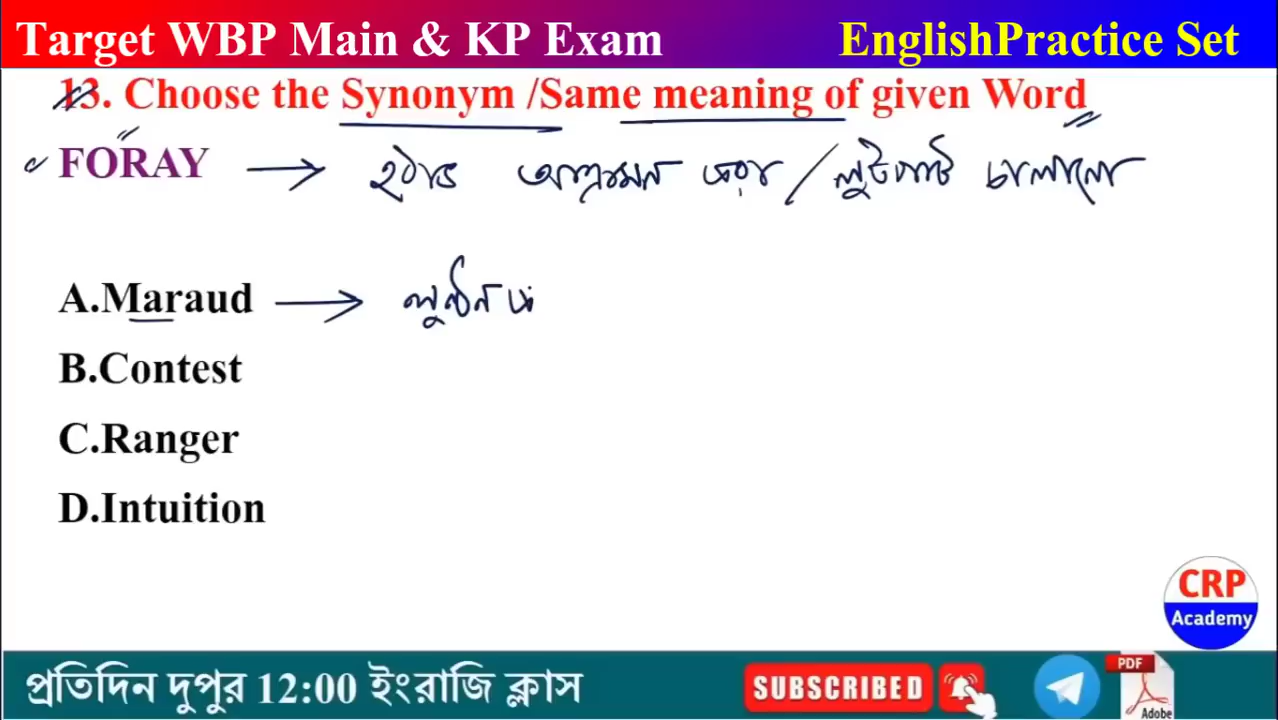 Target WBP Main & KP Exam EnglishPractice Set
13. Choose the Synonym /Same meaning of given Word
FORAY → হঠাৎ আক্রমন করা / লুটপাট চালানো
A.Maraud → লুণ্ঠন ক
B.Contest
C.Ranger
D.Intuition
CRP
Academy
প্রতিদিন দুপুর 12:00 ইংরাজি ক্লাস SUBSCRIBED PDF
Adobe